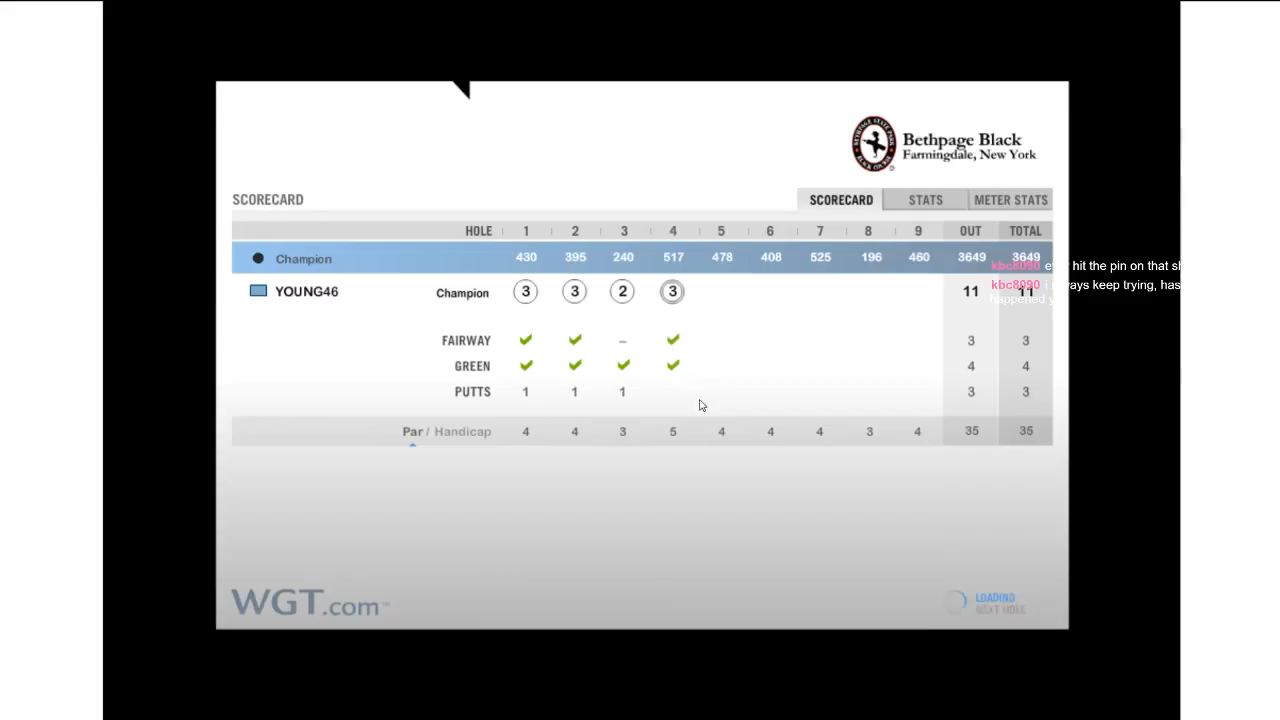 Bethpage Black
Farmingdale, New York
SCORECARD
SCORECARD STATS METER STATS
HOLE 1 2 3 4 5 6 7 8 9 OUT TOTAL
Champion 430 395 240 517 478 408 525 196 460 3649 3649
kbc8090 ever hit the pin on that sh
kbc8090 i always keep trying, has
happened y
YOUNG46 Champion 3 3 2 3 11 11
FAIRWAY – 3 3
GREEN 4 4
PUTTS 1 1 1 3 3
Par / Handicap 4 4 3 5 4 4 4 3 4 35 35
WGT.com™
LOADING
NEXT HOLE